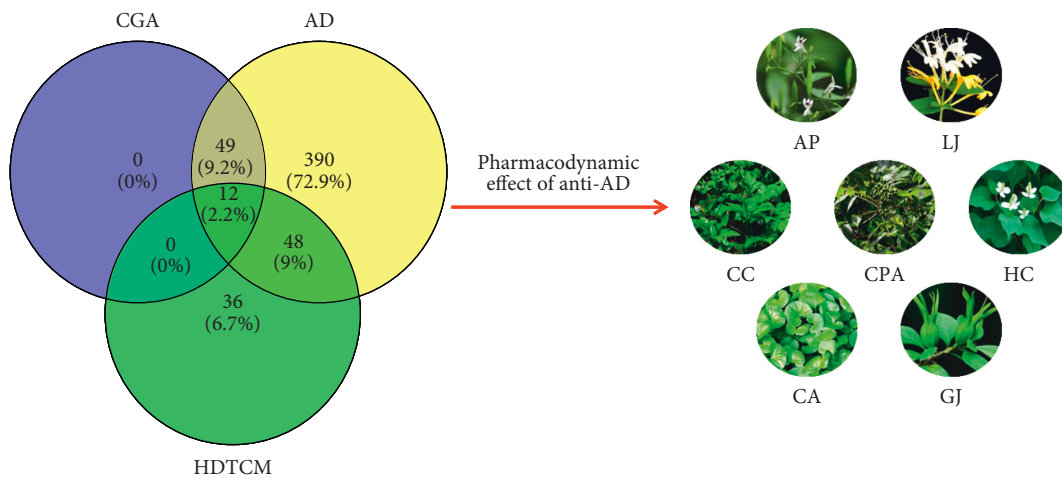 CGA
AD
0
(0%)
49
(9.2%)
390
(72.9%)
12
(2.2%)
0
(0%)
48
(9%)
36
(6.7%)
HDTCM
Pharmacodynamic
effect of anti-AD
AP
LJ
CC
CPA
HC
CA
GJ